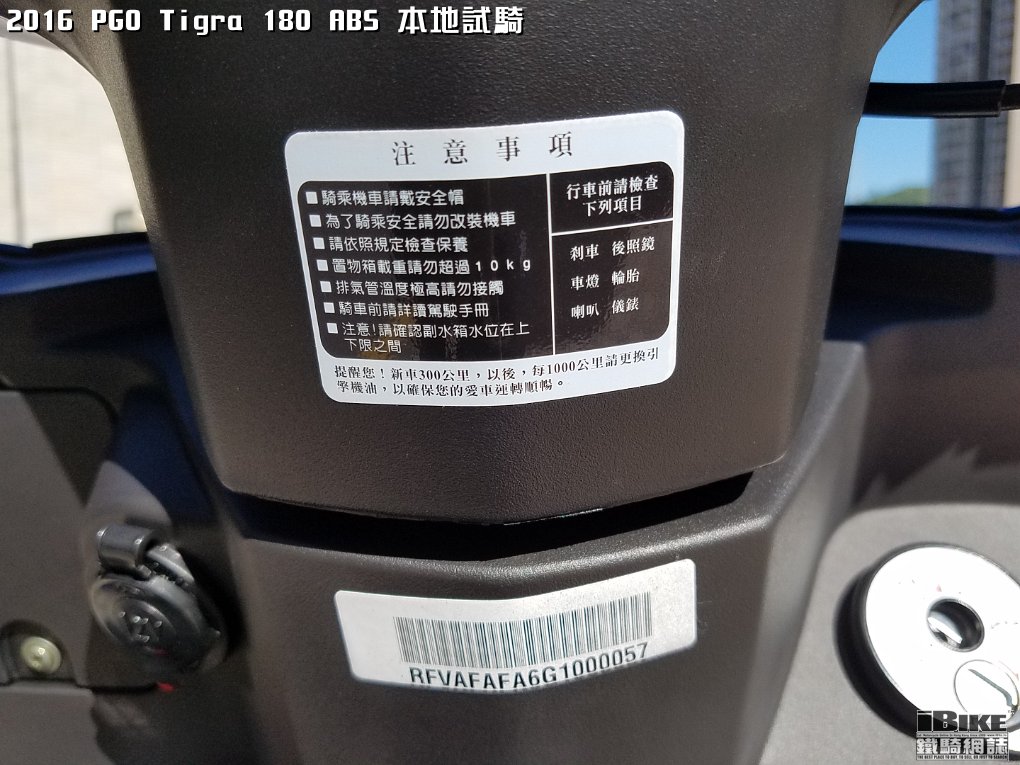 2016 PGO Tigra 180 ABS 本地試騎
注意事項
■騎乘機車請戴安全帽
■為了騎乘安全請勿改裝機車
■請依照規定檢查保養
■置物箱載重請勿超過10kg
■排氣管溫度極高請勿接觸
■騎車前請詳讀駕駛手冊
■注意!請確認副水箱水位在上
下限之間
行車前請檢查
下列項目
剎車 後照鏡
車燈 輪胎
喇叭 儀錶
提醒您！新車300公里，以後，每1000公里請更換引
擎機油，以確保您的愛車運轉順暢。
RFVAFAFA6G1000057
iBIKE
鐵騎網誌